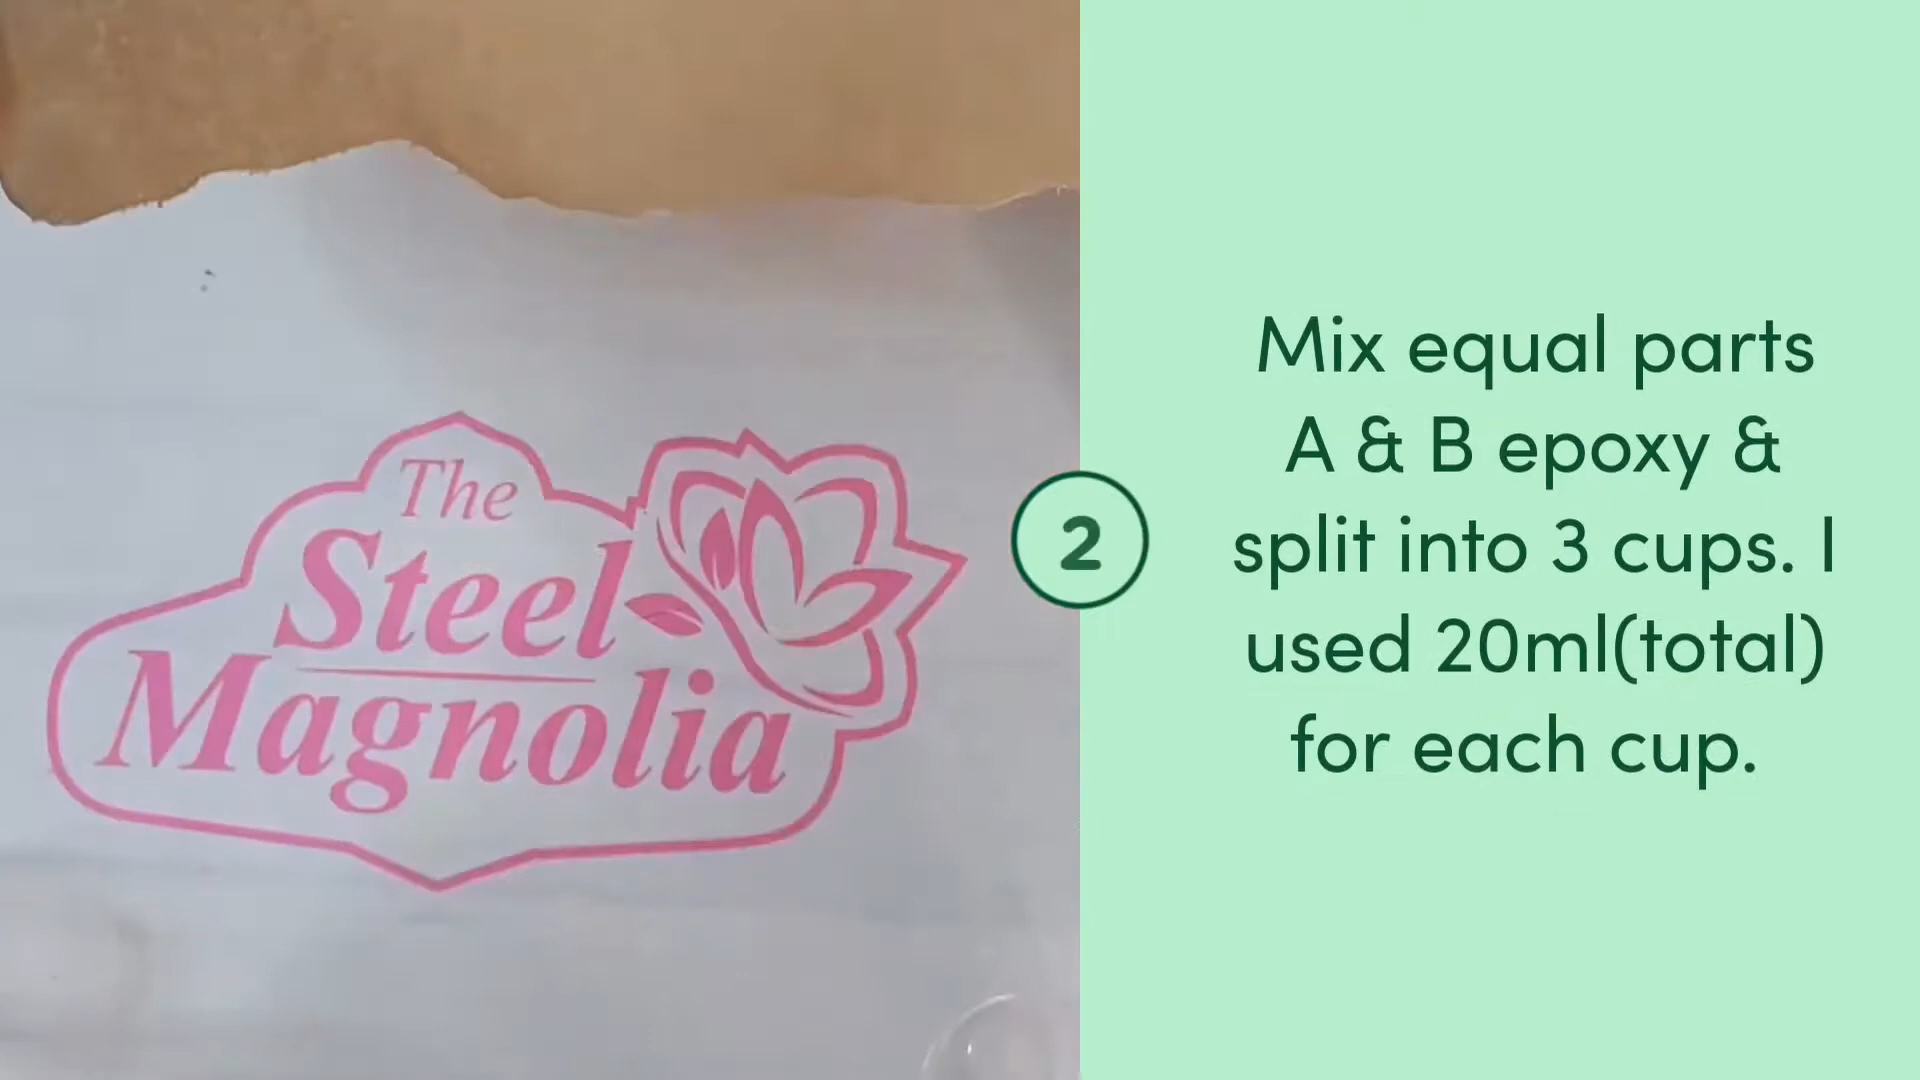 The
Steel
Magnolia
2
Mix equal parts
A & B epoxy &
split into 3 cups. I
used 20ml(total)
for each cup.